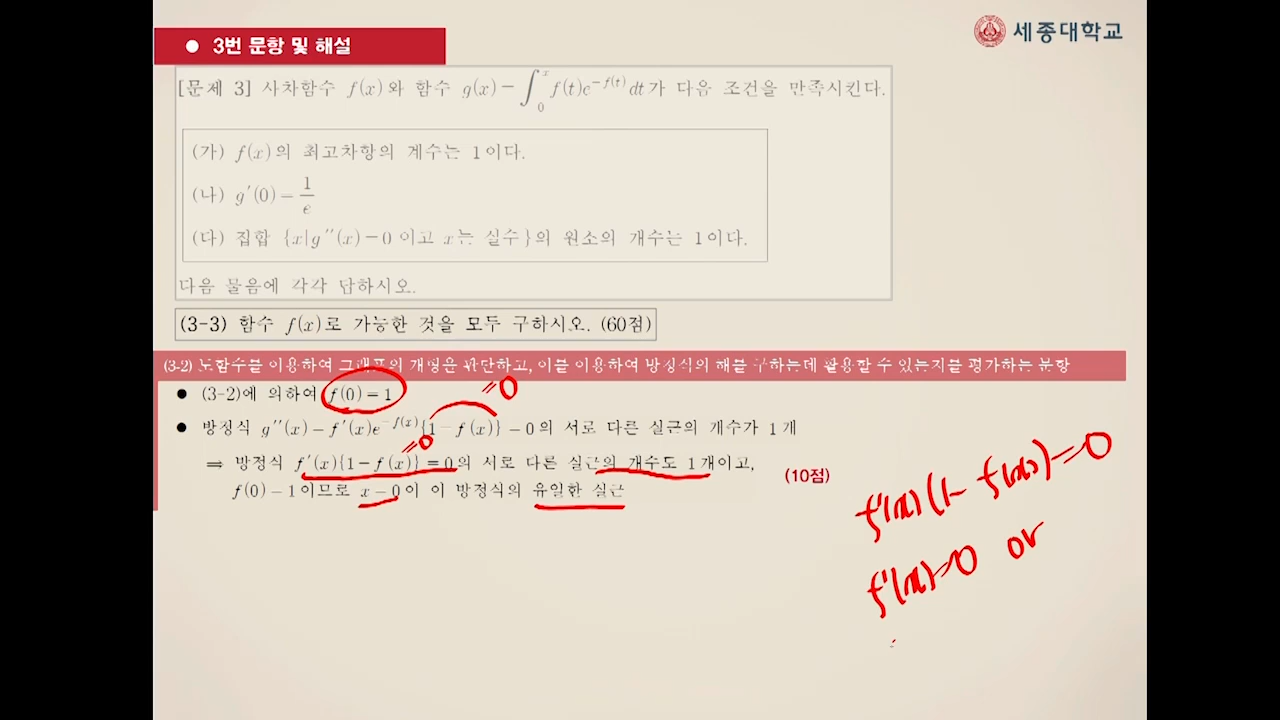 ● 3번 문항 및 해설
세종대학교
[문제 3] 사차함수 f(x)와 함수 g(x)=∫₀ˣ f(t)e^{-f(t)}dt가 다음 조건을 만족시킨다.
(가) f(x)의 최고차항의 계수는 1이다.
(나) g′(0)=1/e
(다) 집합 {x|g″(x)=0이고 x는 실수}의 원소의 개수는 1이다.
다음 물음에 각각 답하시오.
(3-3) 함수 f(x)로 가능한 것을 모두 구하시오. (60점)
(3-2) 도함수를 이용하여 그래프의 개형을 판단하고, 이를 이용하여 방정식의 해를 구하는데 활용할 수 있는지를 평가하는 문항
● (3-2)에 의하여 f(0)=1
=0
● 방정식 g″(x)=f′(x)e^{-f(x)}{1-f(x)}=0의 서로 다른 실근의 개수가 1개
=0
⇒ 방정식 f′(x){1-f(x)}=0의 서로 다른 실근의 개수도 1개이고,
(10점)
f(0)=1이므로 x=0이 이 방정식의 유일한 실근
f′(x)(1-f(x))=0
f′(x)=0 or